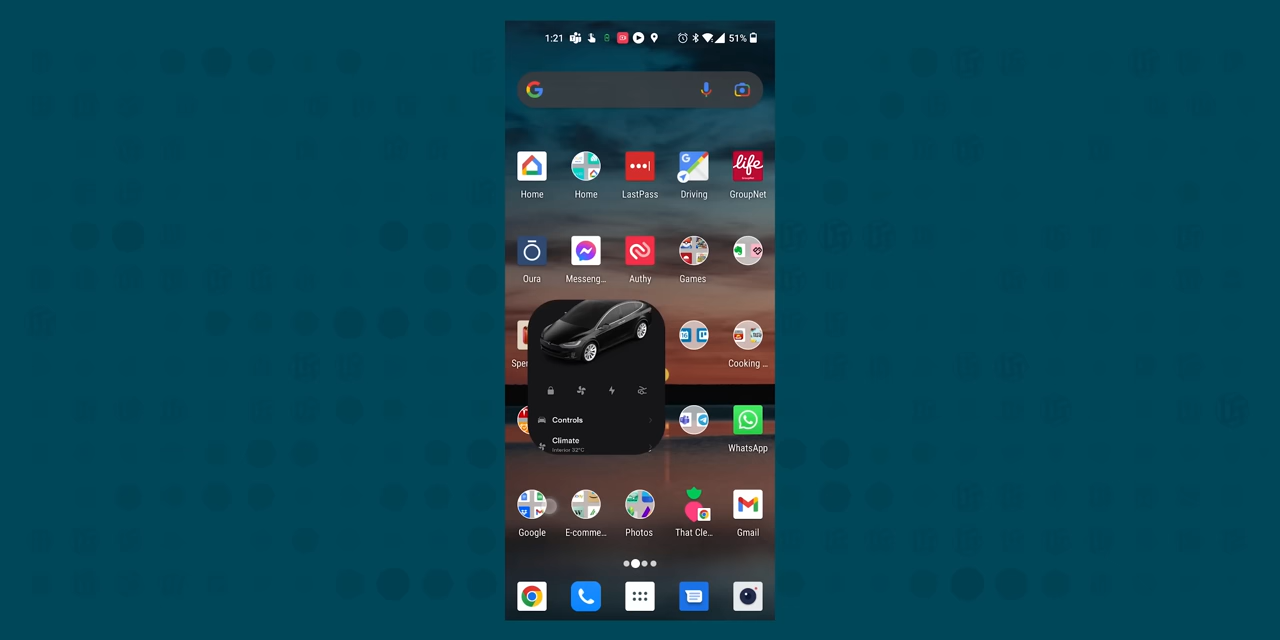 1:21 51%
Home Home LastPass Driving GroupNet
life
Oura Messeng... Authy Games
Cooking ...
Controls
Climate
Interior 32°C
WhatsApp
Google E-comme... Photos That Cle... Gmail